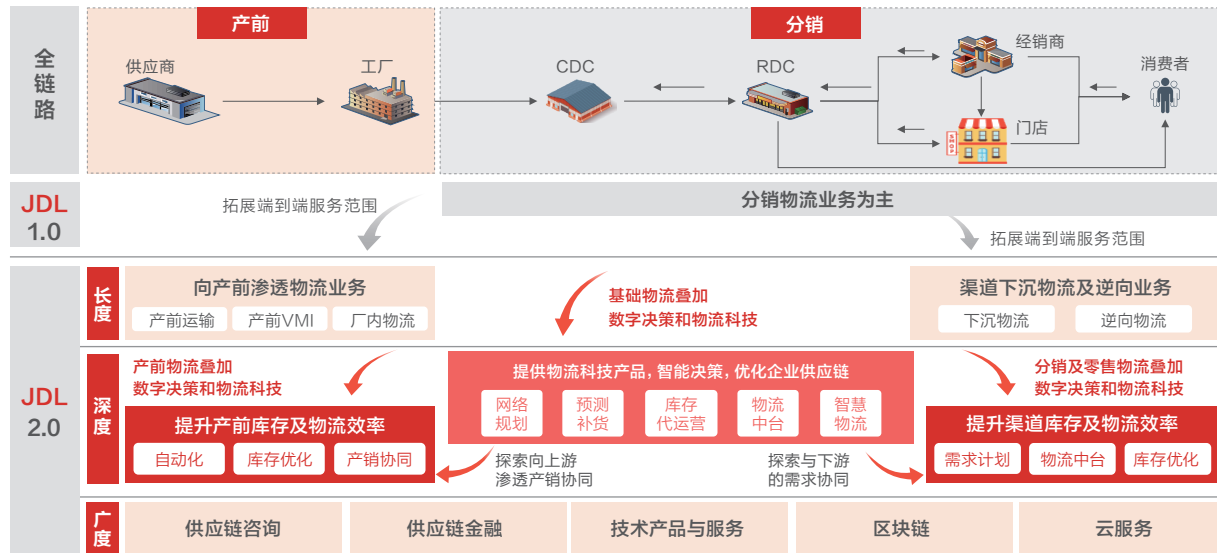 全
链
路
产前
分销
供应商
工厂
CDC
RDC
经销商
门店
SHOP
消费者
JDL
1.0
拓展端到端服务范围
分销物流业务为主
拓展端到端服务范围
JDL
2.0
长
度
向产前渗透物流业务
产前运输
产前VMI
厂内物流
基础物流叠加
数字决策和物流科技
渠道下沉物流及逆向业务
下沉物流
逆向物流
深
度
产前物流叠加
数字决策和物流科技
提升产前库存及物流效率
自动化
库存优化
产销协同
提供物流科技产品，智能决策，优化企业供应链
网络
规划
预测
补货
库存
代运营
物流
中台
智慧
物流
探索向上游
渗透产销协同
探索与下游
的需求协同
分销及零售物流叠加
数字决策和物流科技
提升渠道库存及物流效率
需求计划
物流中台
库存优化
广
度
供应链咨询
供应链金融
技术产品与服务
区块链
云服务